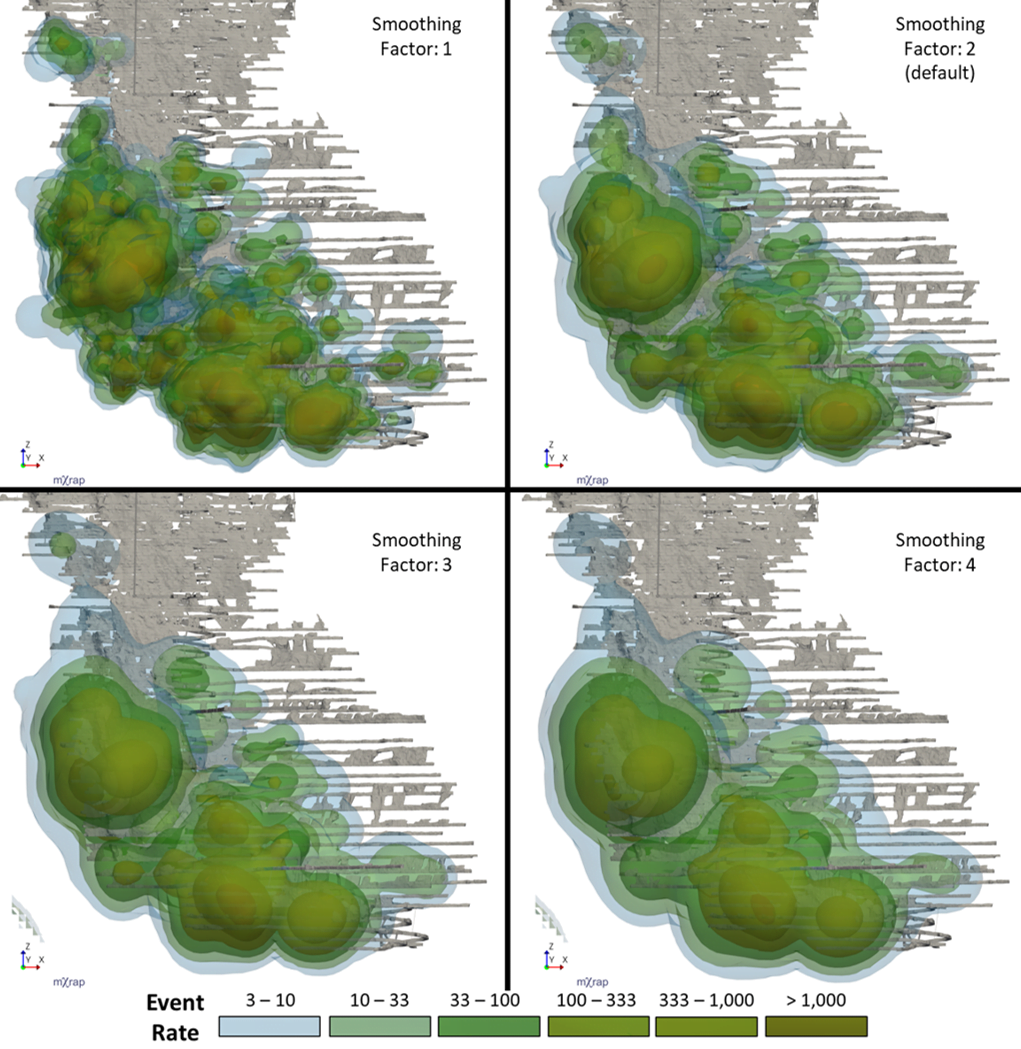 Smoothing
Factor: 1
Smoothing
Factor: 2
(default)
Z
Y X
mXrap
Z
Y X
mXrap
Smoothing
Factor: 3
Smoothing
Factor: 4
Z
Y X
mXrap
Z
Y X
mXrap
Event
Rate
3 – 10 10 – 33 33 – 100 100 – 333 333 – 1,000 > 1,000